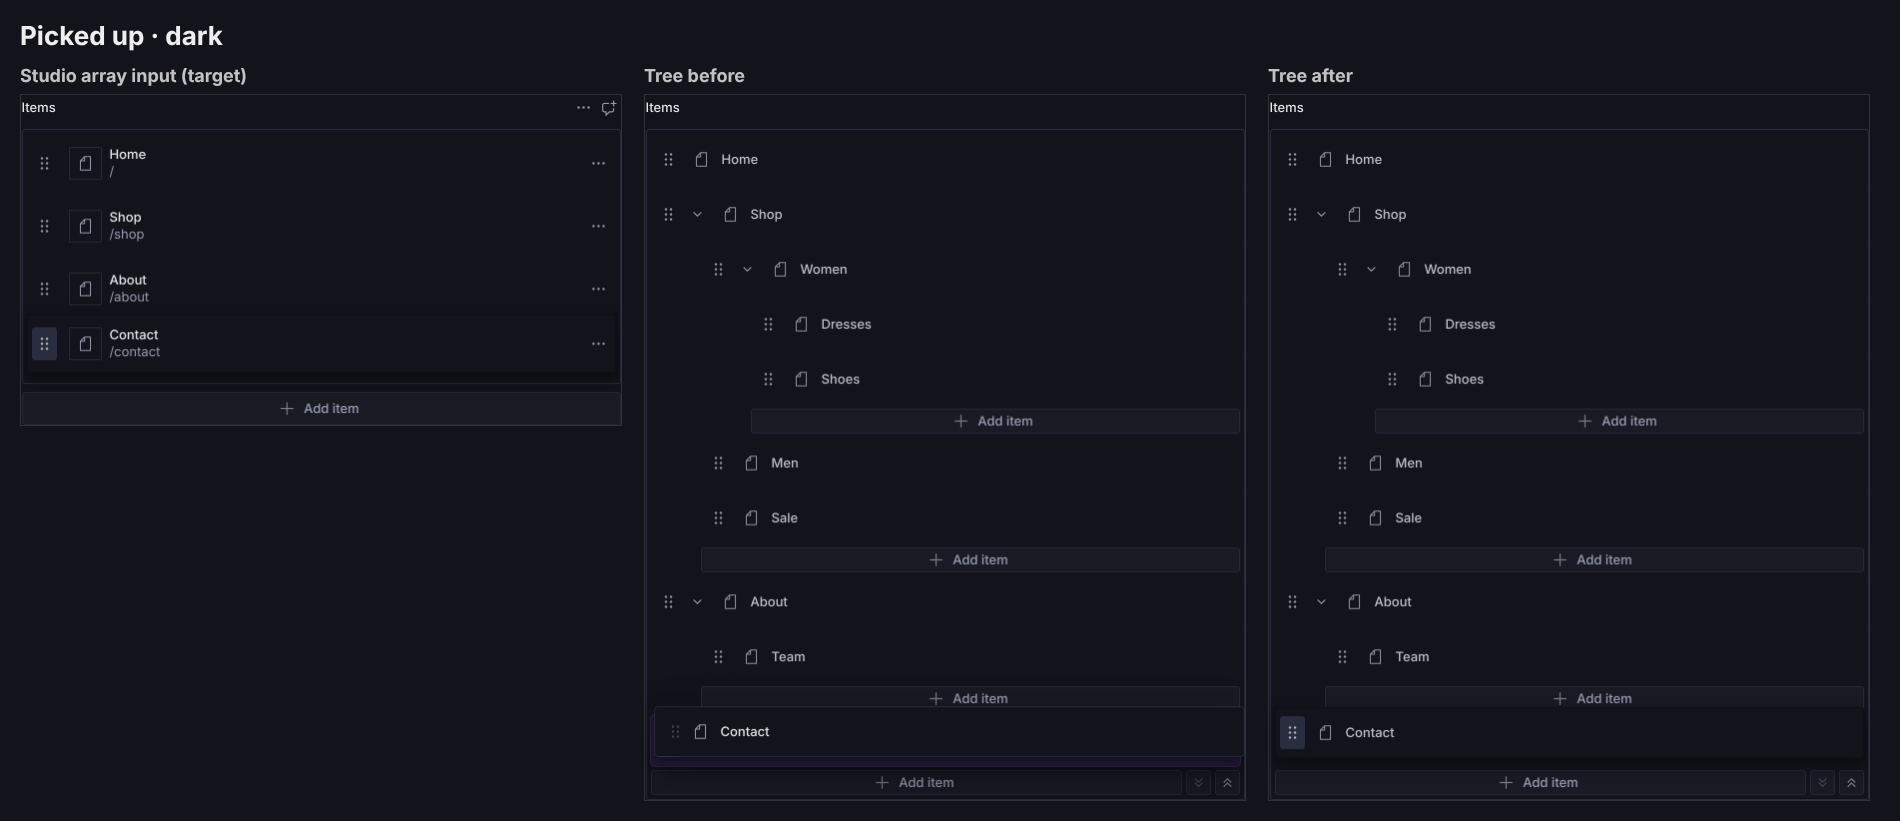 Picked up · dark
Studio array input (target)
Items
Home
/
Shop
/shop
About
/about
Contact
/contact
Add item
Tree before
Items
Home
Shop
Women
Dresses
Shoes
Add item
Men
Sale
Add item
About
Team
Add item
Contact
Add item
Tree after
Items
Home
Shop
Women
Dresses
Shoes
Add item
Men
Sale
Add item
About
Team
Add item
Contact
Add item